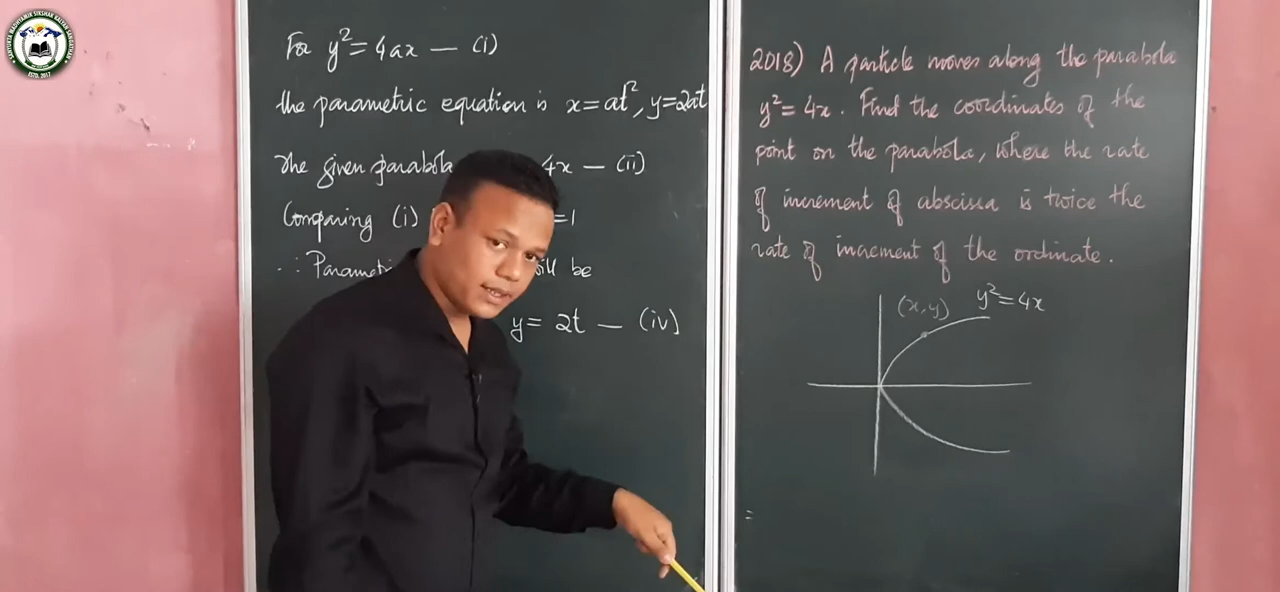 For y² = 4ax — (i)
the parametric equation is x = at², y = 2at
The given parabola 4x — (ii)
Comparing (i) = 1
∴ be
y = 2t — (iv)
2018) A particle moves along the parabola
y² = 4x. Find the coordinates of the
point on the parabola, where the rate
of increment of abscissa is twice the
rate of increment of the ordinate.
(x, y) y² = 4x
=
ESTD. 2017